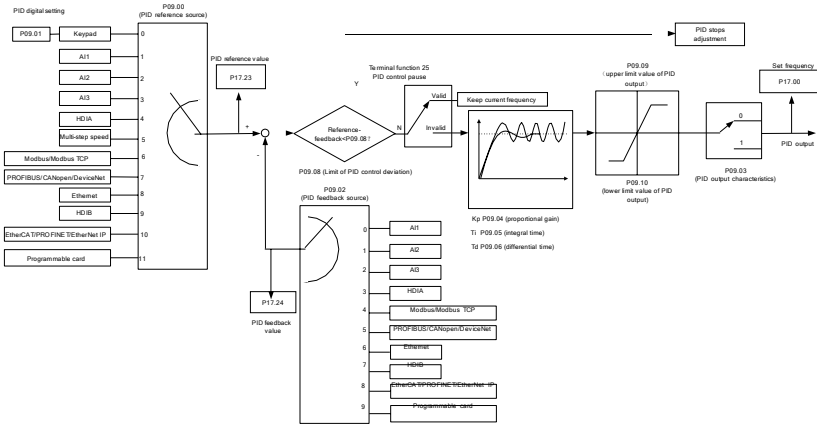 PID digital setting
P09.00
(PID reference source)
P09.01
Keypad
0
AI1
1
AI2
2
AI3
3
HDIA
4
Multi-step speed
5
Modbus/Modbus TCP
6
PROFIBUS/CANopen/DeviceNet
7
Ethernet
8
HDIB
9
EtherCAT/PROFINET/EtherNet IP
10
Programmable card
11
PID reference value
P17.23
+
-
Y
Reference-
feedback<P09.08?
N
P09.08 (Limit of PID control deviation)
Terminal function 25
PID control pause
Valid
Invalid
Keep current frequency
PID stops
adjustment
Kp P09.04 (proportional gain)
Ti P09.05 (integral time)
Td P09.06 (differential time)
P09.09
(upper limit value of PID
output)
P09.10
(lower limit value of PID
output)
0
1
P09.03
(PID output characteristics)
Set frequency
P17.00
PID output
P09.02
(PID feedback source)
P17.24
PID feedback
value
0
AI1
1
AI2
2
AI3
3
HDIA
4
Modbus/Modbus TCP
5
PROFIBUS/CANopen/DeviceNet
6
Ethernet
7
HDIB
8
EtherCAT/PROFINET/EtherNet IP
9
Programmable card